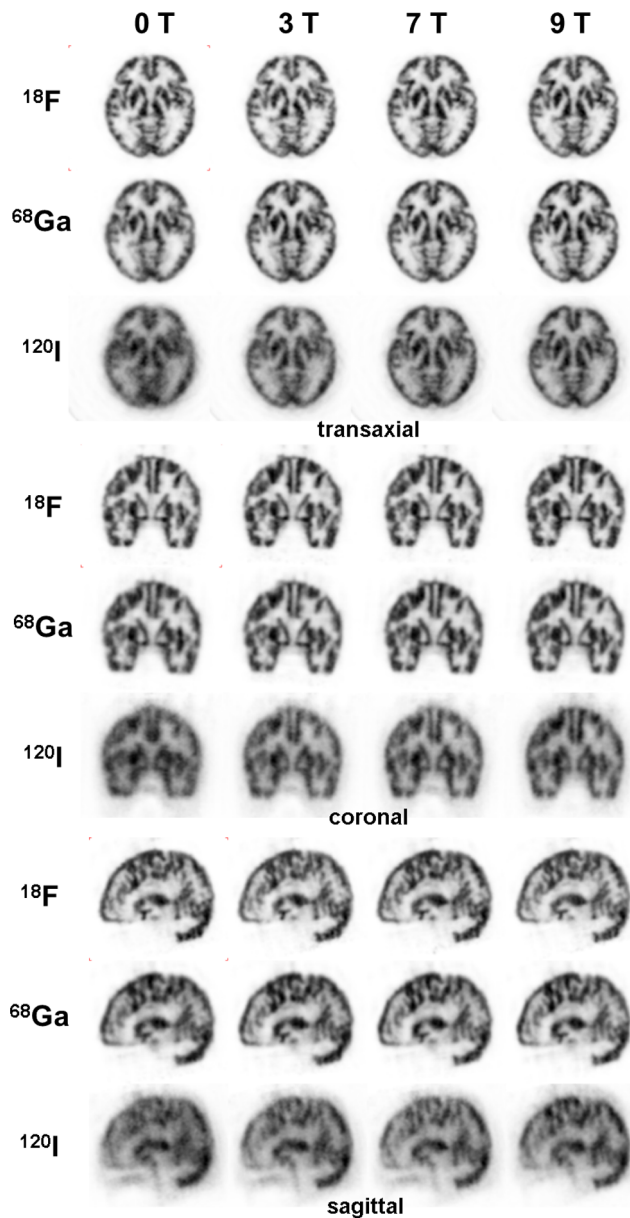 0 T 3 T 7 T 9 T
¹⁸F
⁶⁸Ga
¹²⁰I
transaxial
¹⁸F
⁶⁸Ga
¹²⁰I
coronal
¹⁸F
⁶⁸Ga
¹²⁰I
sagittal